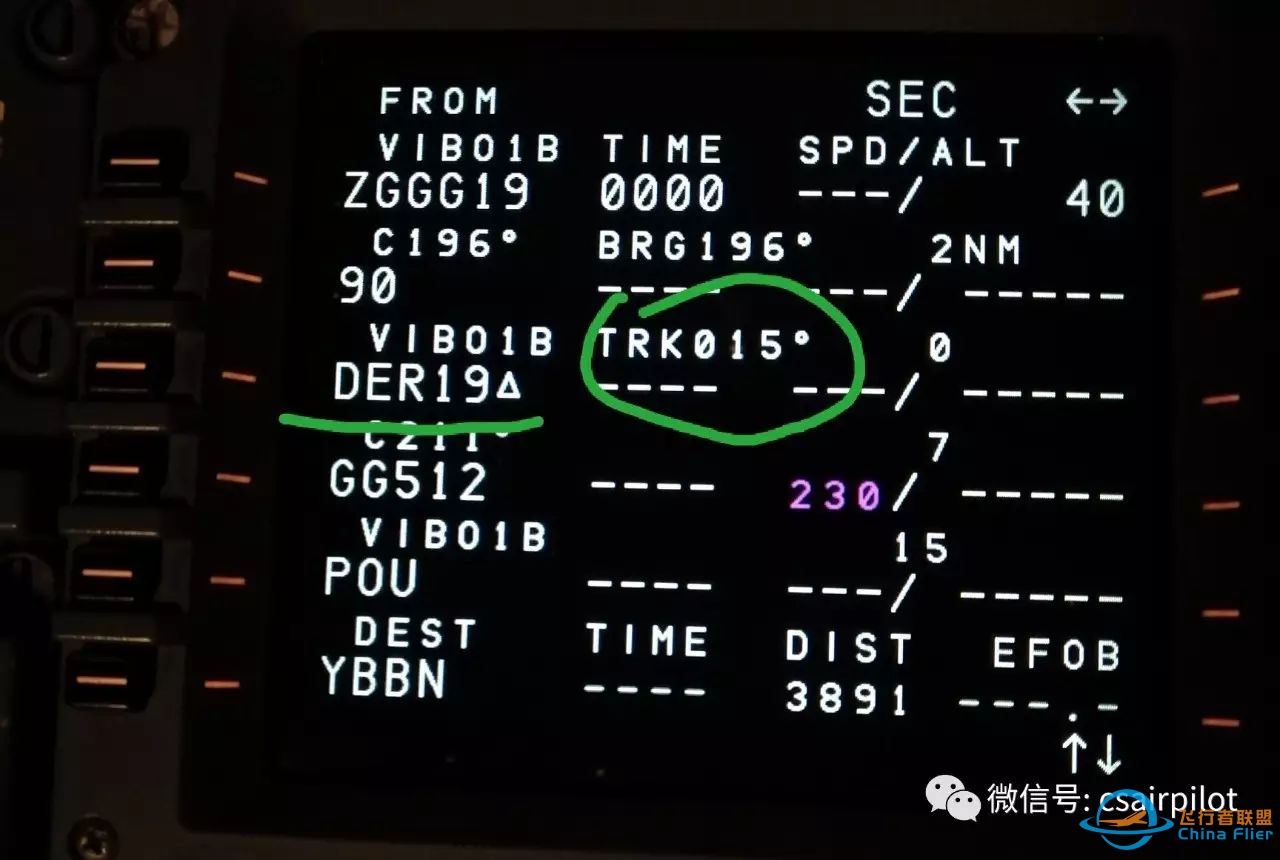 FROM SEC ←→
VIBO1B TIME SPD/ALT
ZGGG19 0000 ---/ 40
C196° BRG196° 2NM
90 ---- ---/ -----
VIBO1B TRK015° 0
DER19Δ ---- ---/ -----
C211° 7
GG512 ---- 230/ -----
VIBO1B 15
POU ---- ---/ -----
DEST TIME DIST EFOB
YBBN ---- 3891 ---.-
↑↓
微信号: csairpilot
飞行者联盟
China Flier